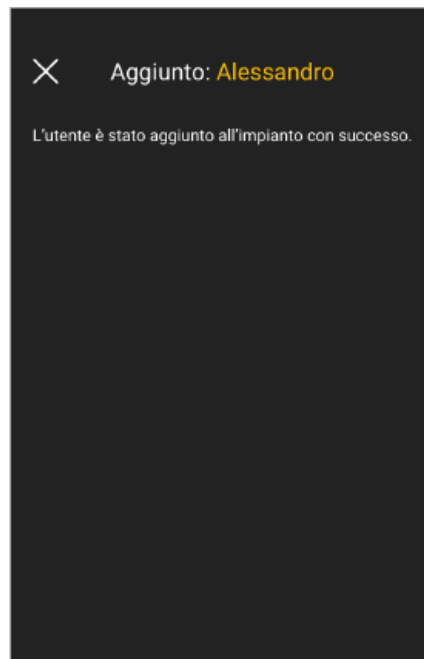 Aggiunto: Alessandro
L'utente è stato aggiunto all'impianto con successo.